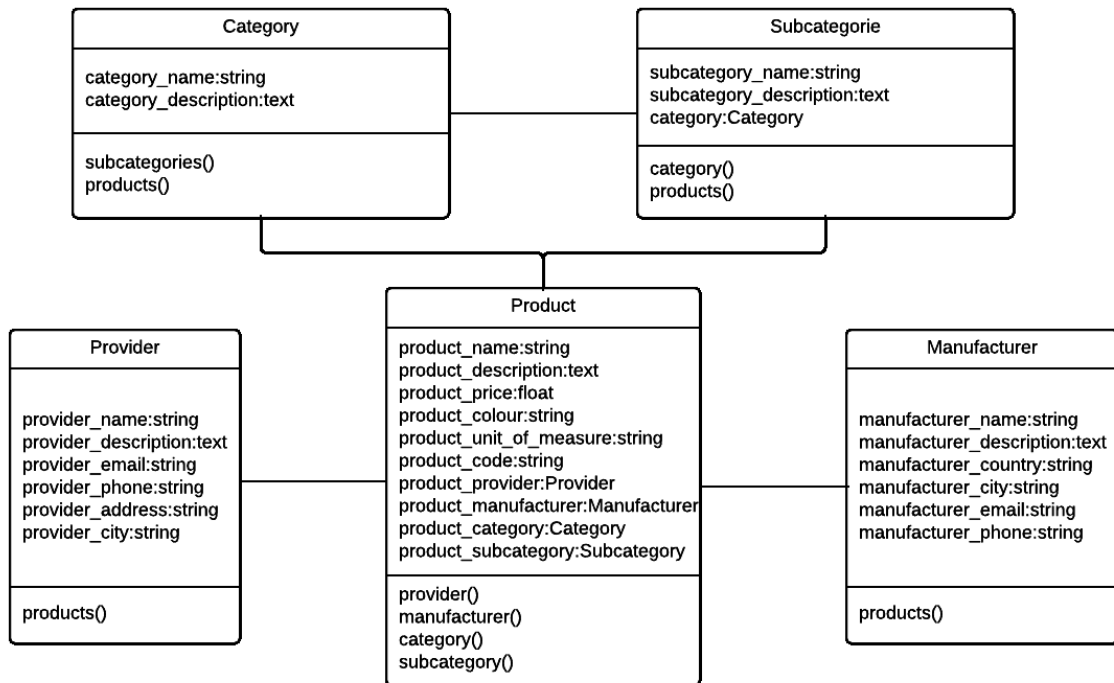 Category
category_name:string
category_description:text
subcategories()
products()
Subcategorie
subcategory_name:string
subcategory_description:text
category:Category
category()
products()
Provider
provider_name:string
provider_description:text
provider_email:string
provider_phone:string
provider_address:string
provider_city:string
products()
Product
product_name:string
product_description:text
product_price:float
product_colour:string
product_unit_of_measure:string
product_code:string
product_provider:Provider
product_manufacturer:Manufacturer
product_category:Category
product_subcategory:Subcategory
provider()
manufacturer()
category()
subcategory()
Manufacturer
manufacturer_name:string
manufacturer_description:text
manufacturer_country:string
manufacturer_city:string
manufacturer_email:string
manufacturer_phone:string
products()